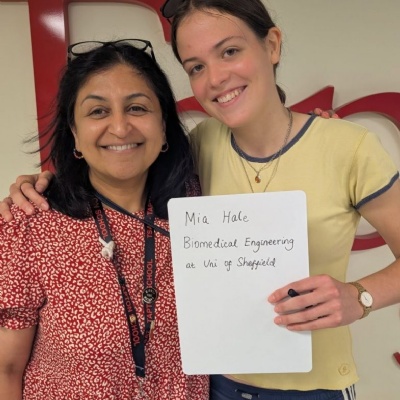 Mia Hale
Biomedical Engineering
at Uni of Sheffield